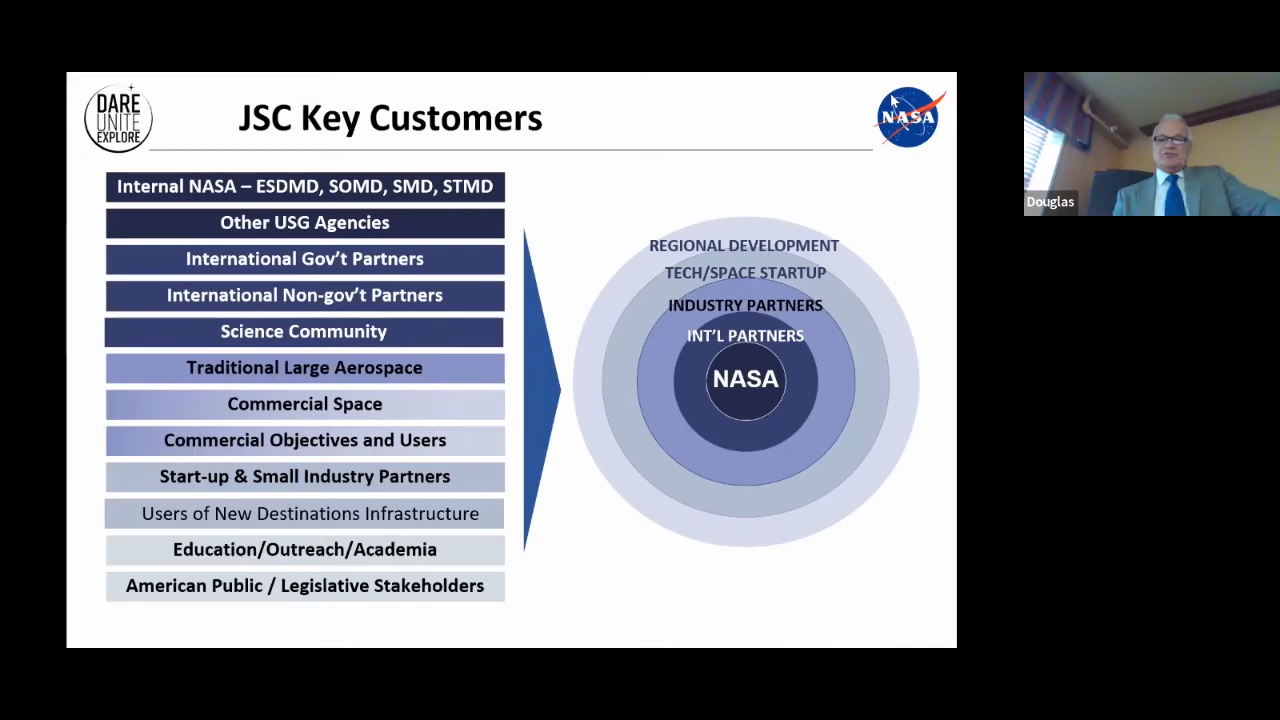 DARE
UNITE
EXPLORE
JSC Key Customers
NASA
Internal NASA – ESDMD, SOMD, SMD, STMD
Other USG Agencies
International Gov’t Partners
International Non-gov’t Partners
Science Community
Traditional Large Aerospace
Commercial Space
Commercial Objectives and Users
Start-up & Small Industry Partners
Users of New Destinations Infrastructure
Education/Outreach/Academia
American Public / Legislative Stakeholders
REGIONAL DEVELOPMENT
TECH/SPACE STARTUP
INDUSTRY PARTNERS
INT’L PARTNERS
NASA
Douglas